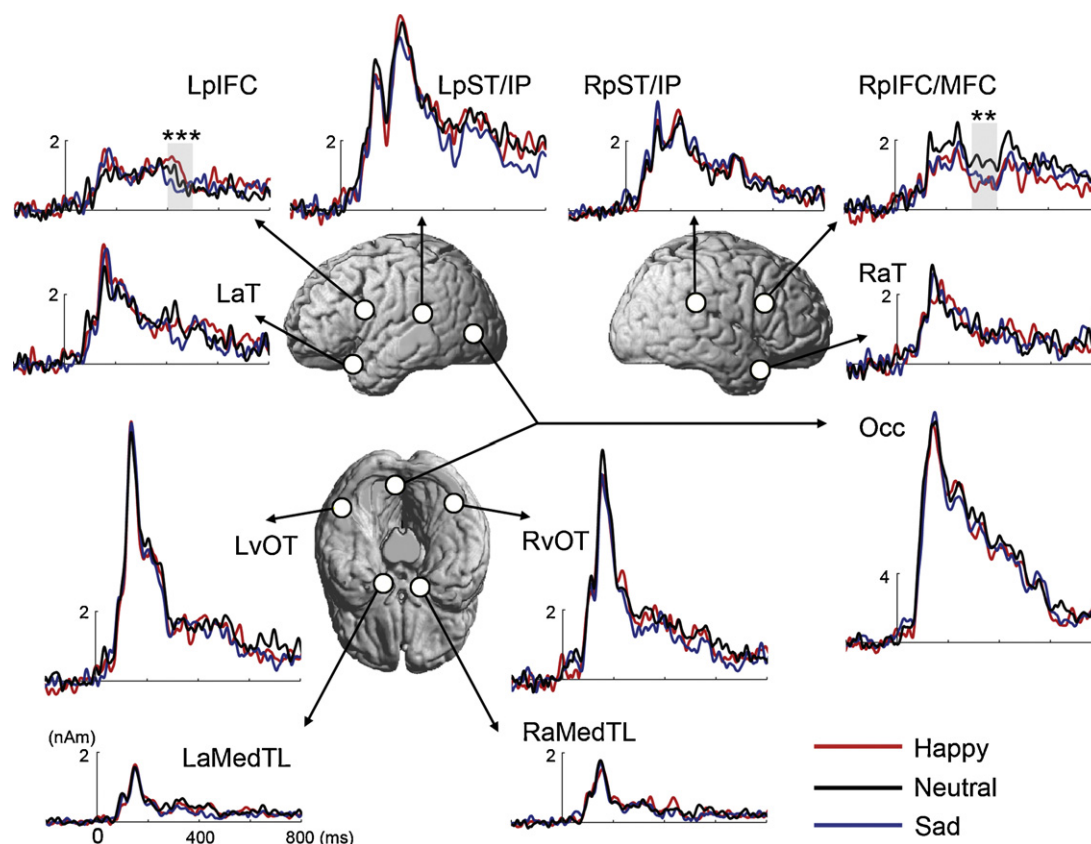 LpIFC
LpST/IP
RpST/IP
RpIFC/MFC
2
***
2
2
2
**
LaT
2
RaT
2
Occ
4
LvOT
2
RvOT
2
(nAm)
2
LaMedTL
RaMedTL
2
0
400
800 (ms)
Happy
Neutral
Sad